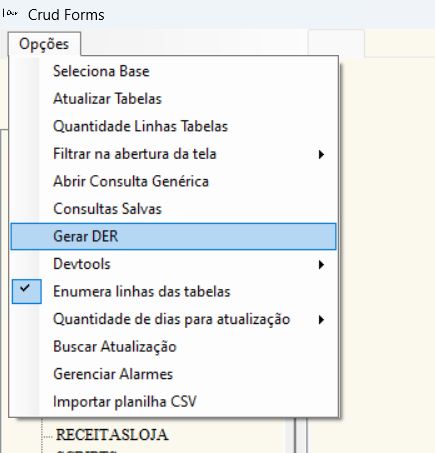 Crud Forms
Opções
Seleciona Base
Atualizar Tabelas
Quantidade Linhas Tabelas
Filtrar na abertura da tela
Abrir Consulta Genérica
Consultas Salvas
Gerar DER
Devtools
Enumera linhas das tabelas
Quantidade de dias para atualização
Buscar Atualização
Gerenciar Alarmes
Importar planilha CSV
RECEITASLOJA